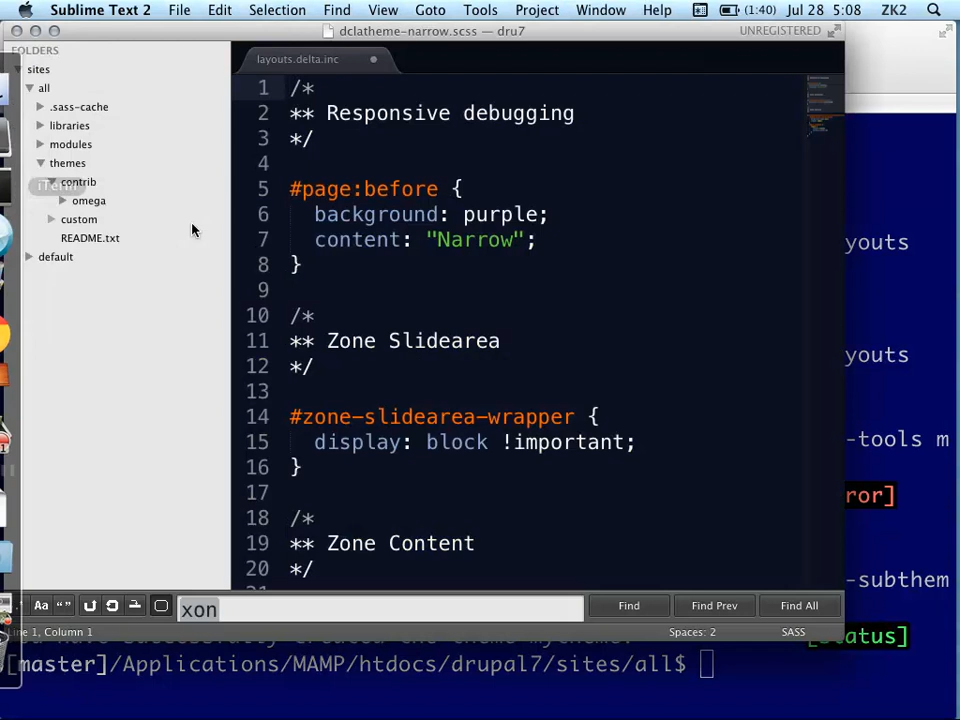 Sublime Text 2 File Edit Selection Find View Goto Tools Project Window Help (1:40) Jul 28 5:08 ZK2
dclatheme-narrow.scss — dru7 UNREGISTERED
FOLDERS
sites
all
.sass-cache
libraries
modules
themes
contrib
iTerm
omega
custom
README.txt
default
layouts.delta.inc
1 /*
2 ** Responsive debugging
3 */
4
5 #page:before {
6 background: purple;
7 content: "Narrow";
8 }
9
10 /*
11 ** Zone Slidearea
12 */
13
14 #zone-slidearea-wrapper {
15 display: block !important;
16 }
17
18 /*
19 ** Zone Content
20 */
youts
youts
-tools m
ror]
-subthem
.* Aa “” xon Find Find Prev Find All
Line 1, Column 1 Spaces: 2 SASS
[status]
[master]/Applications/MAMP/htdocs/drupal7/sites/all$